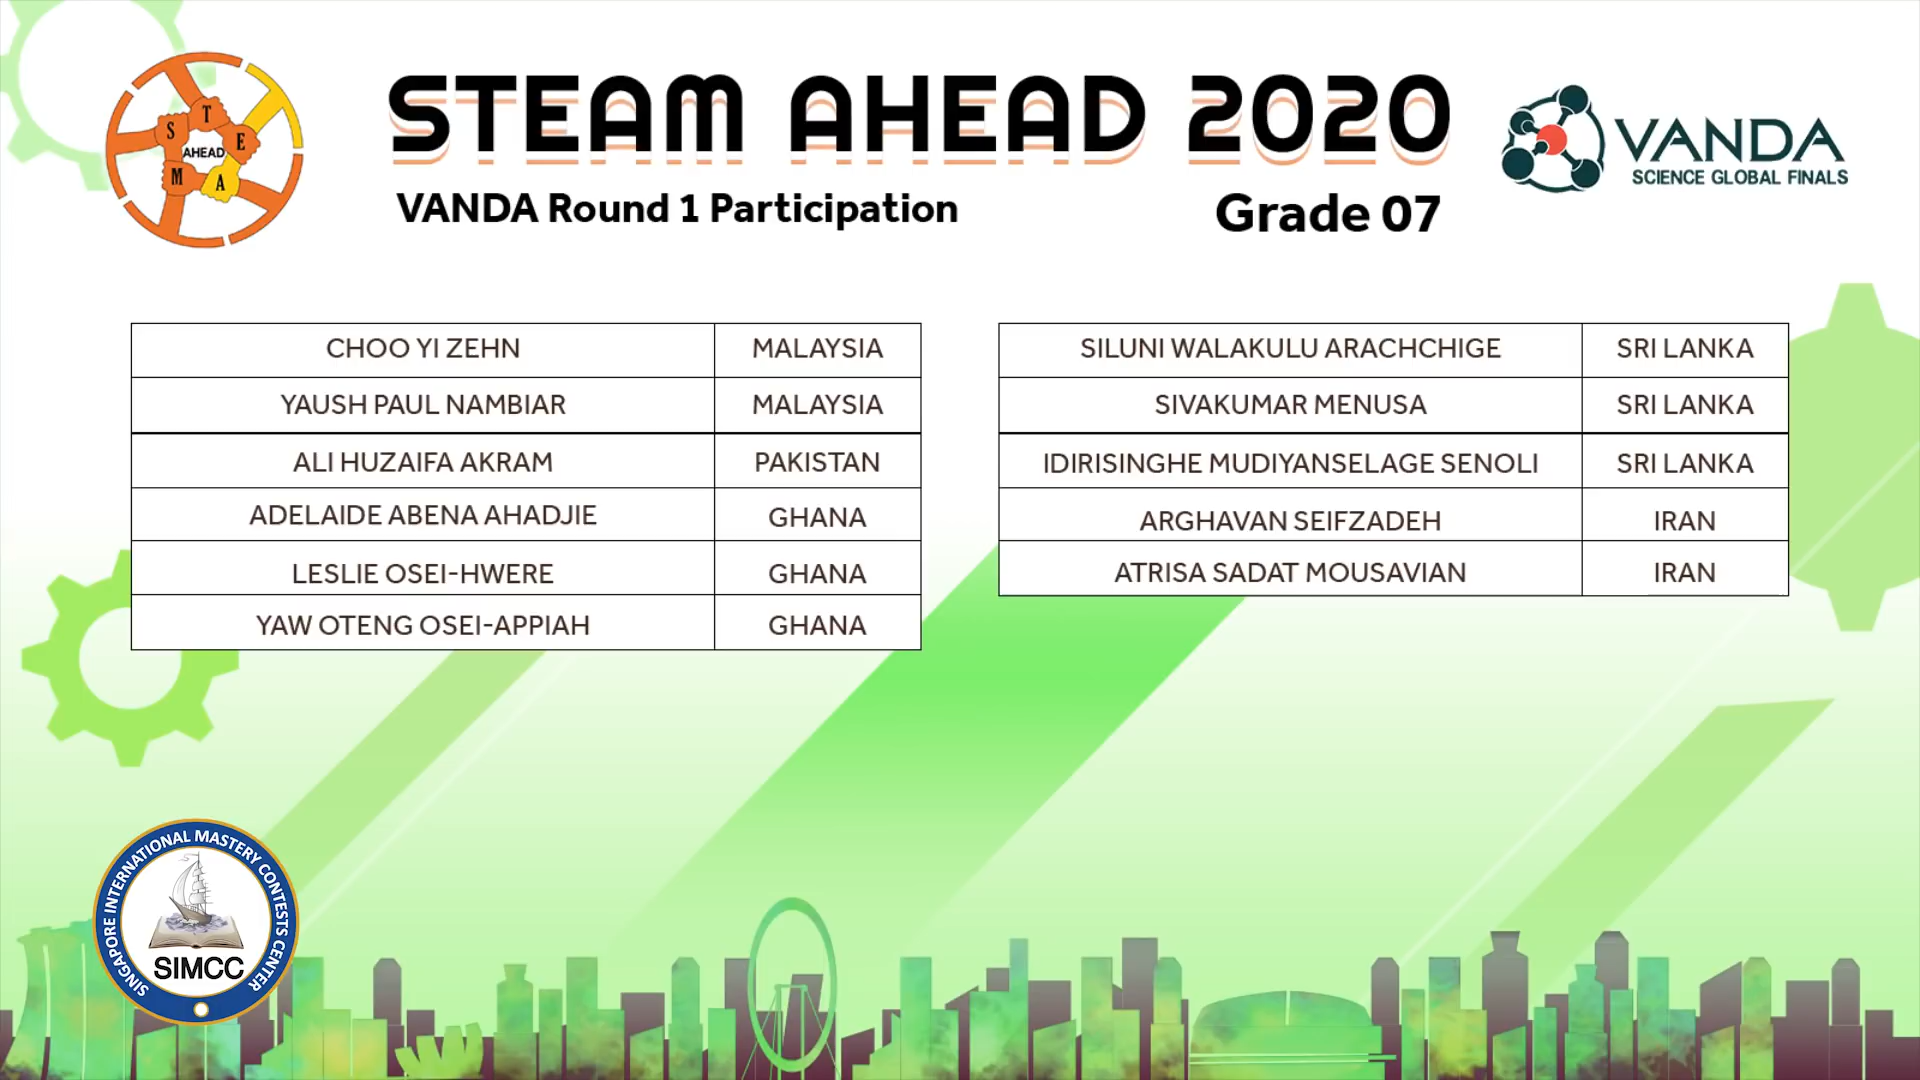 S T E A M
AHEAD
STEAM AHEAD 2020
VANDA
SCIENCE GLOBAL FINALS
VANDA Round 1 Participation
Grade 07
CHOO YI ZEHN MALAYSIA
YAUSH PAUL NAMBIAR MALAYSIA
ALI HUZAIFA AKRAM PAKISTAN
ADELAIDE ABENA AHADJIE GHANA
LESLIE OSEI-HWERE GHANA
YAW OTENG OSEI-APPIAH GHANA
SILUNI WALAKULU ARACHCHIGE SRI LANKA
SIVAKUMAR MENUSA SRI LANKA
IDIRISINGHE MUDIYANSELAGE SENOLI SRI LANKA
ARGHAVAN SEIFZADEH IRAN
ATRISA SADAT MOUSAVIAN IRAN
SINGAPORE INTERNATIONAL MASTERY CONTESTS CENTER
SIMCC